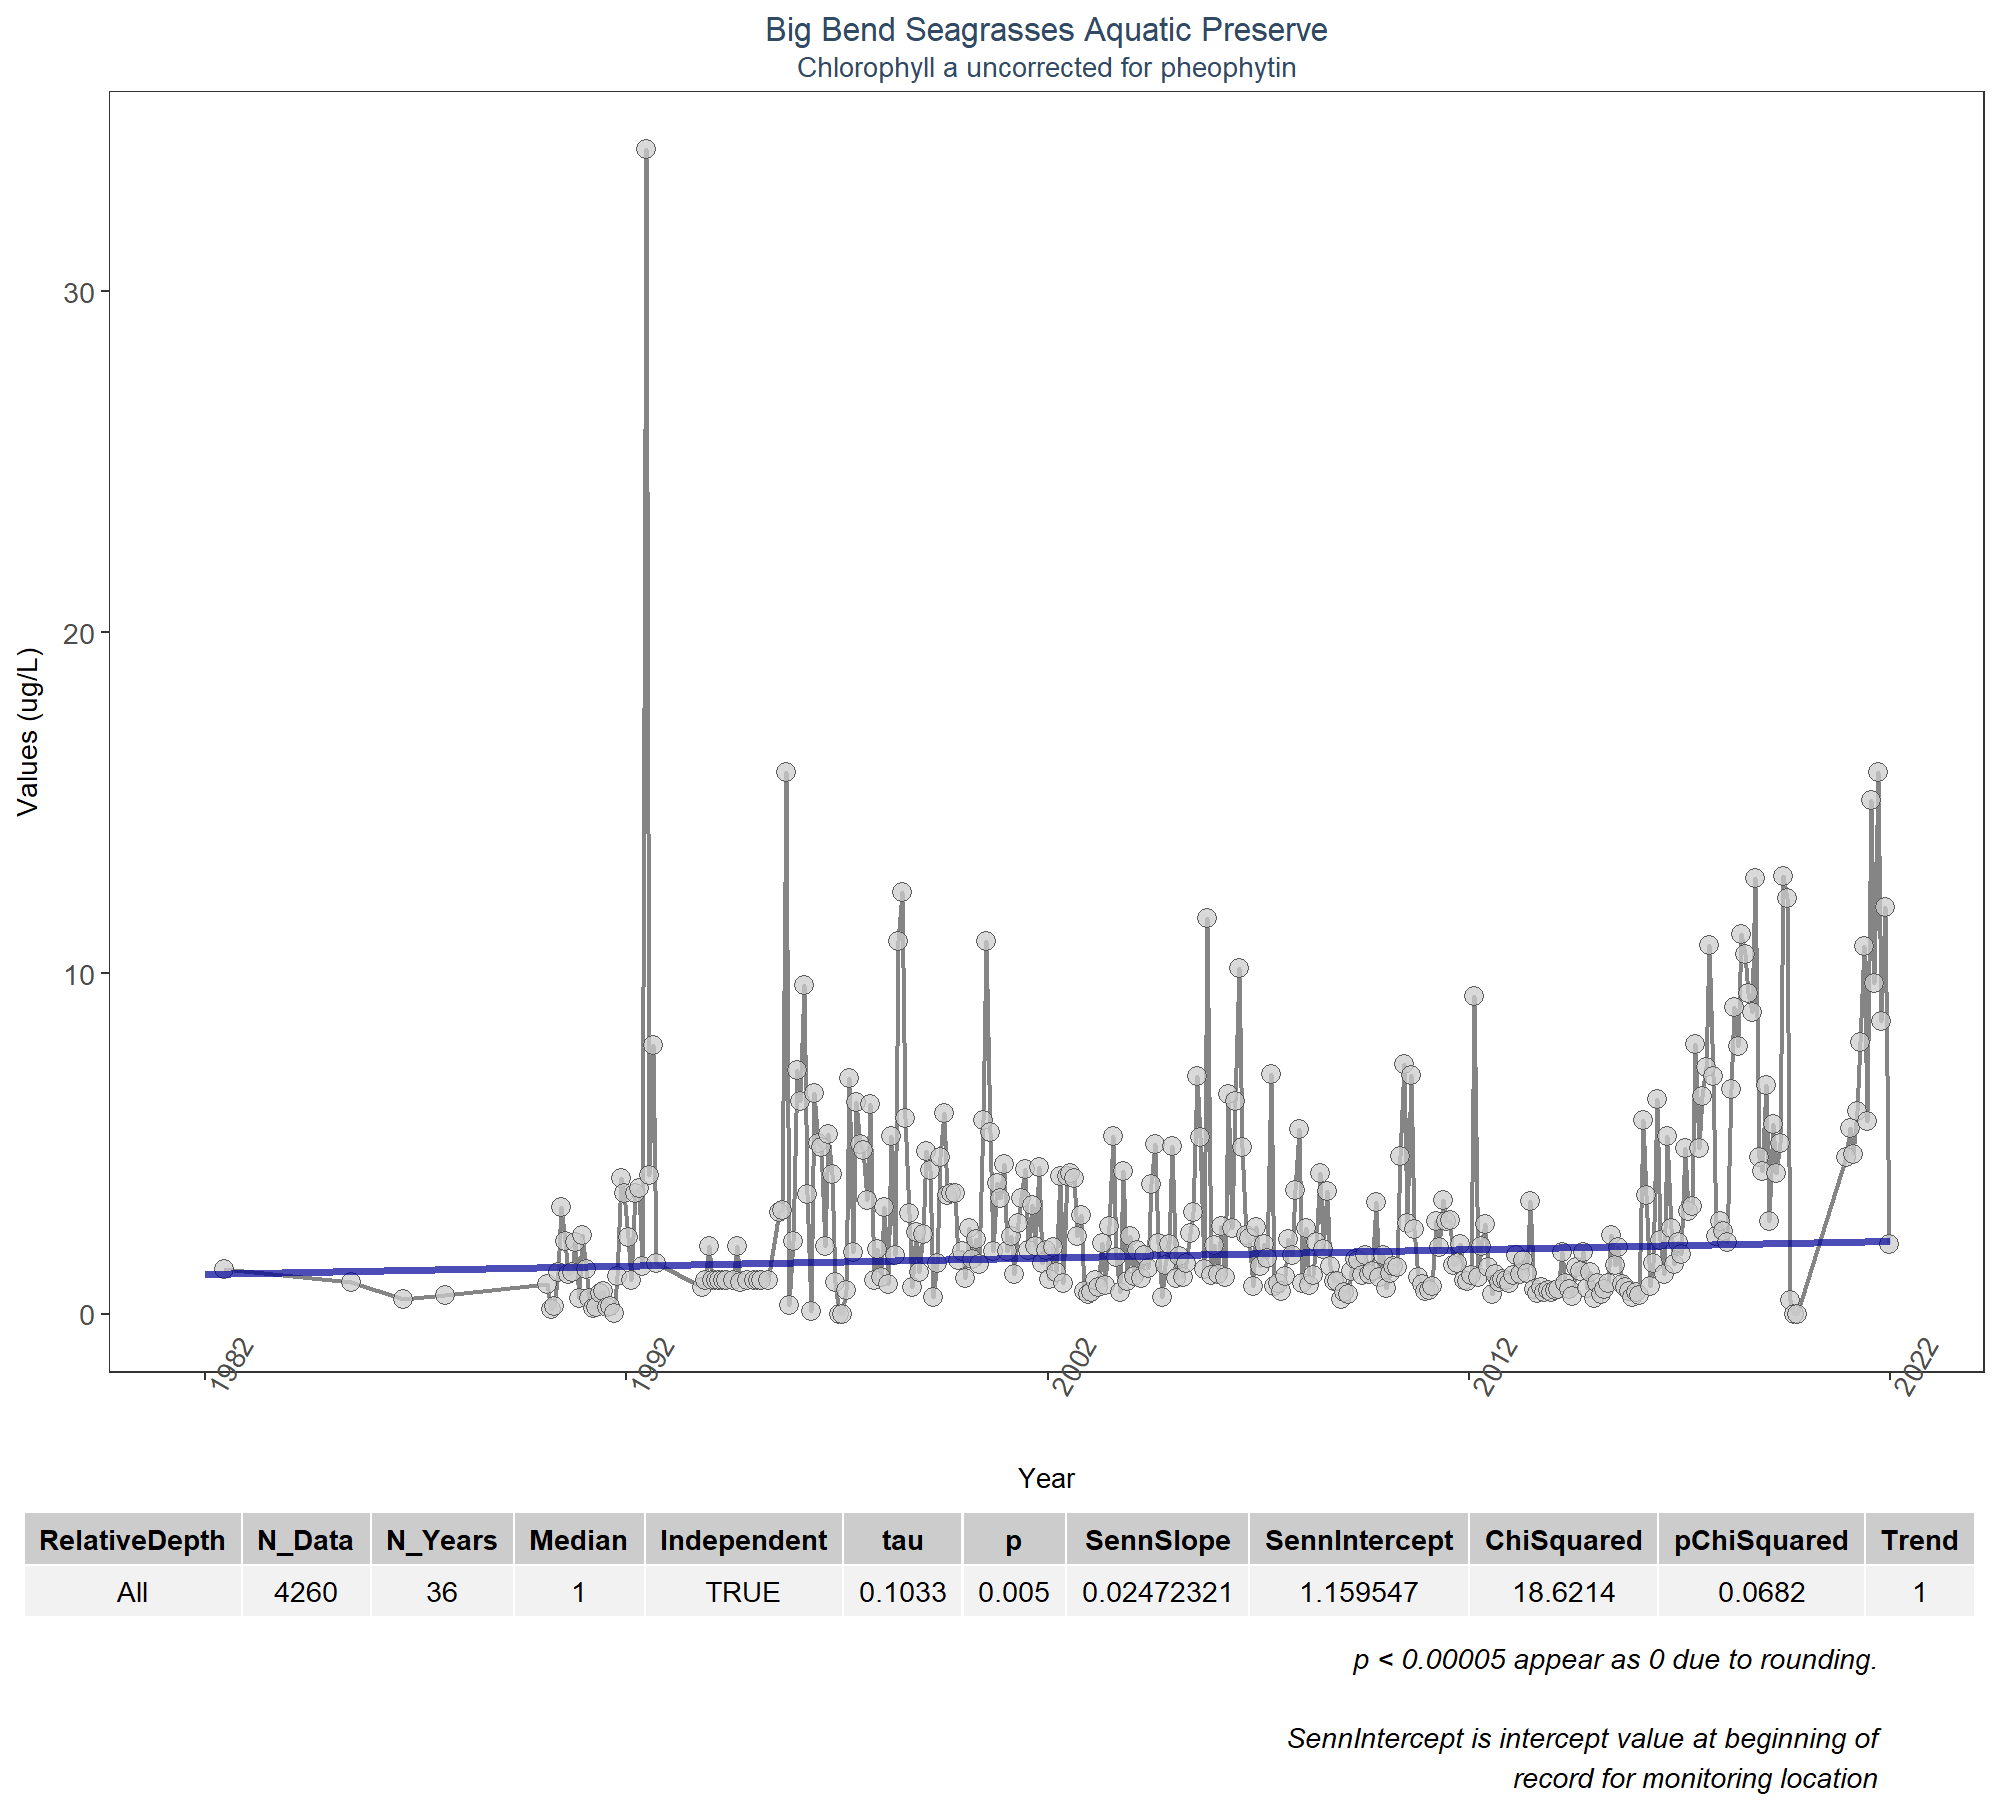 Big Bend Seagrasses Aquatic Preserve
Chlorophyll a uncorrected for pheophytin
Values (ug/L)
30
20
10
0
1982
1992
2002
2012
2022
Year
RelativeDepth N_Data N_Years Median Independent tau p SennSlope SennIntercept ChiSquared pChiSquared Trend
All 4260 36 1 TRUE 0.1033 0.005 0.02472321 1.159547 18.6214 0.0682 1
p < 0.00005 appear as 0 due to rounding.
SennIntercept is intercept value at beginning of
record for monitoring location